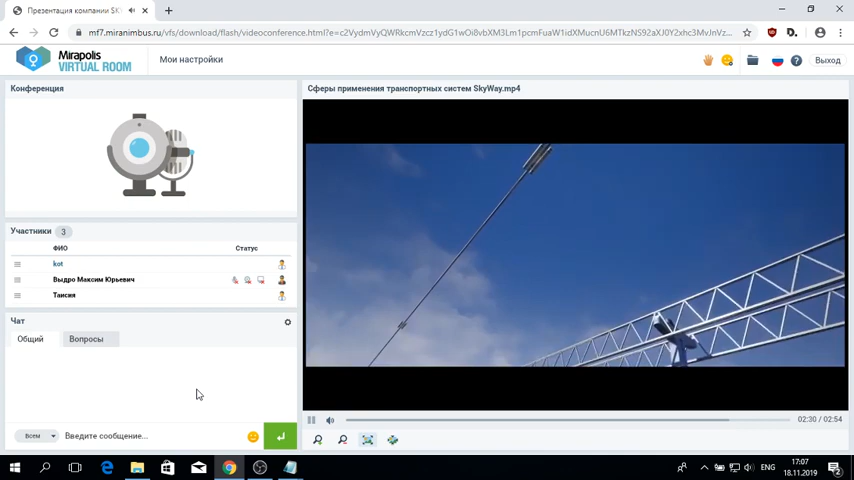 Презентация компании SK
mf7.miranimbus.ru/vfs/download/flash/videoconference.html?
Mirapolis
VIRTUAL ROOM
Мои настройки
Выход
Конференция
Сферы применения транспортных систем SkyWay.mp4
Участники 3
ФИО
Статус
kot
Выдро Максим Юрьевич
Таисия
Чат
Общий
Вопросы
Всем
Введите сообщение...
02:30 / 02:54
ENG
17:07
18.11.2019
2